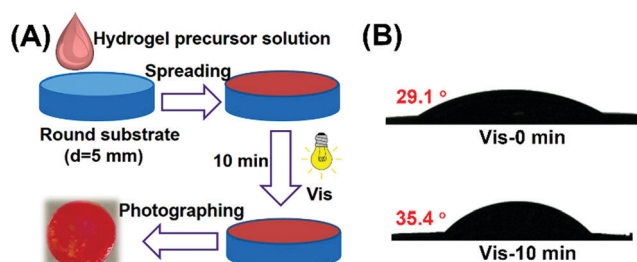 (A)
Hydrogel precursor solution
Spreading
Round substrate
(d=5 mm)
10 min
Vis
Photographing
(B)
29.1 °
Vis-0 min
35.4 °
Vis-10 min